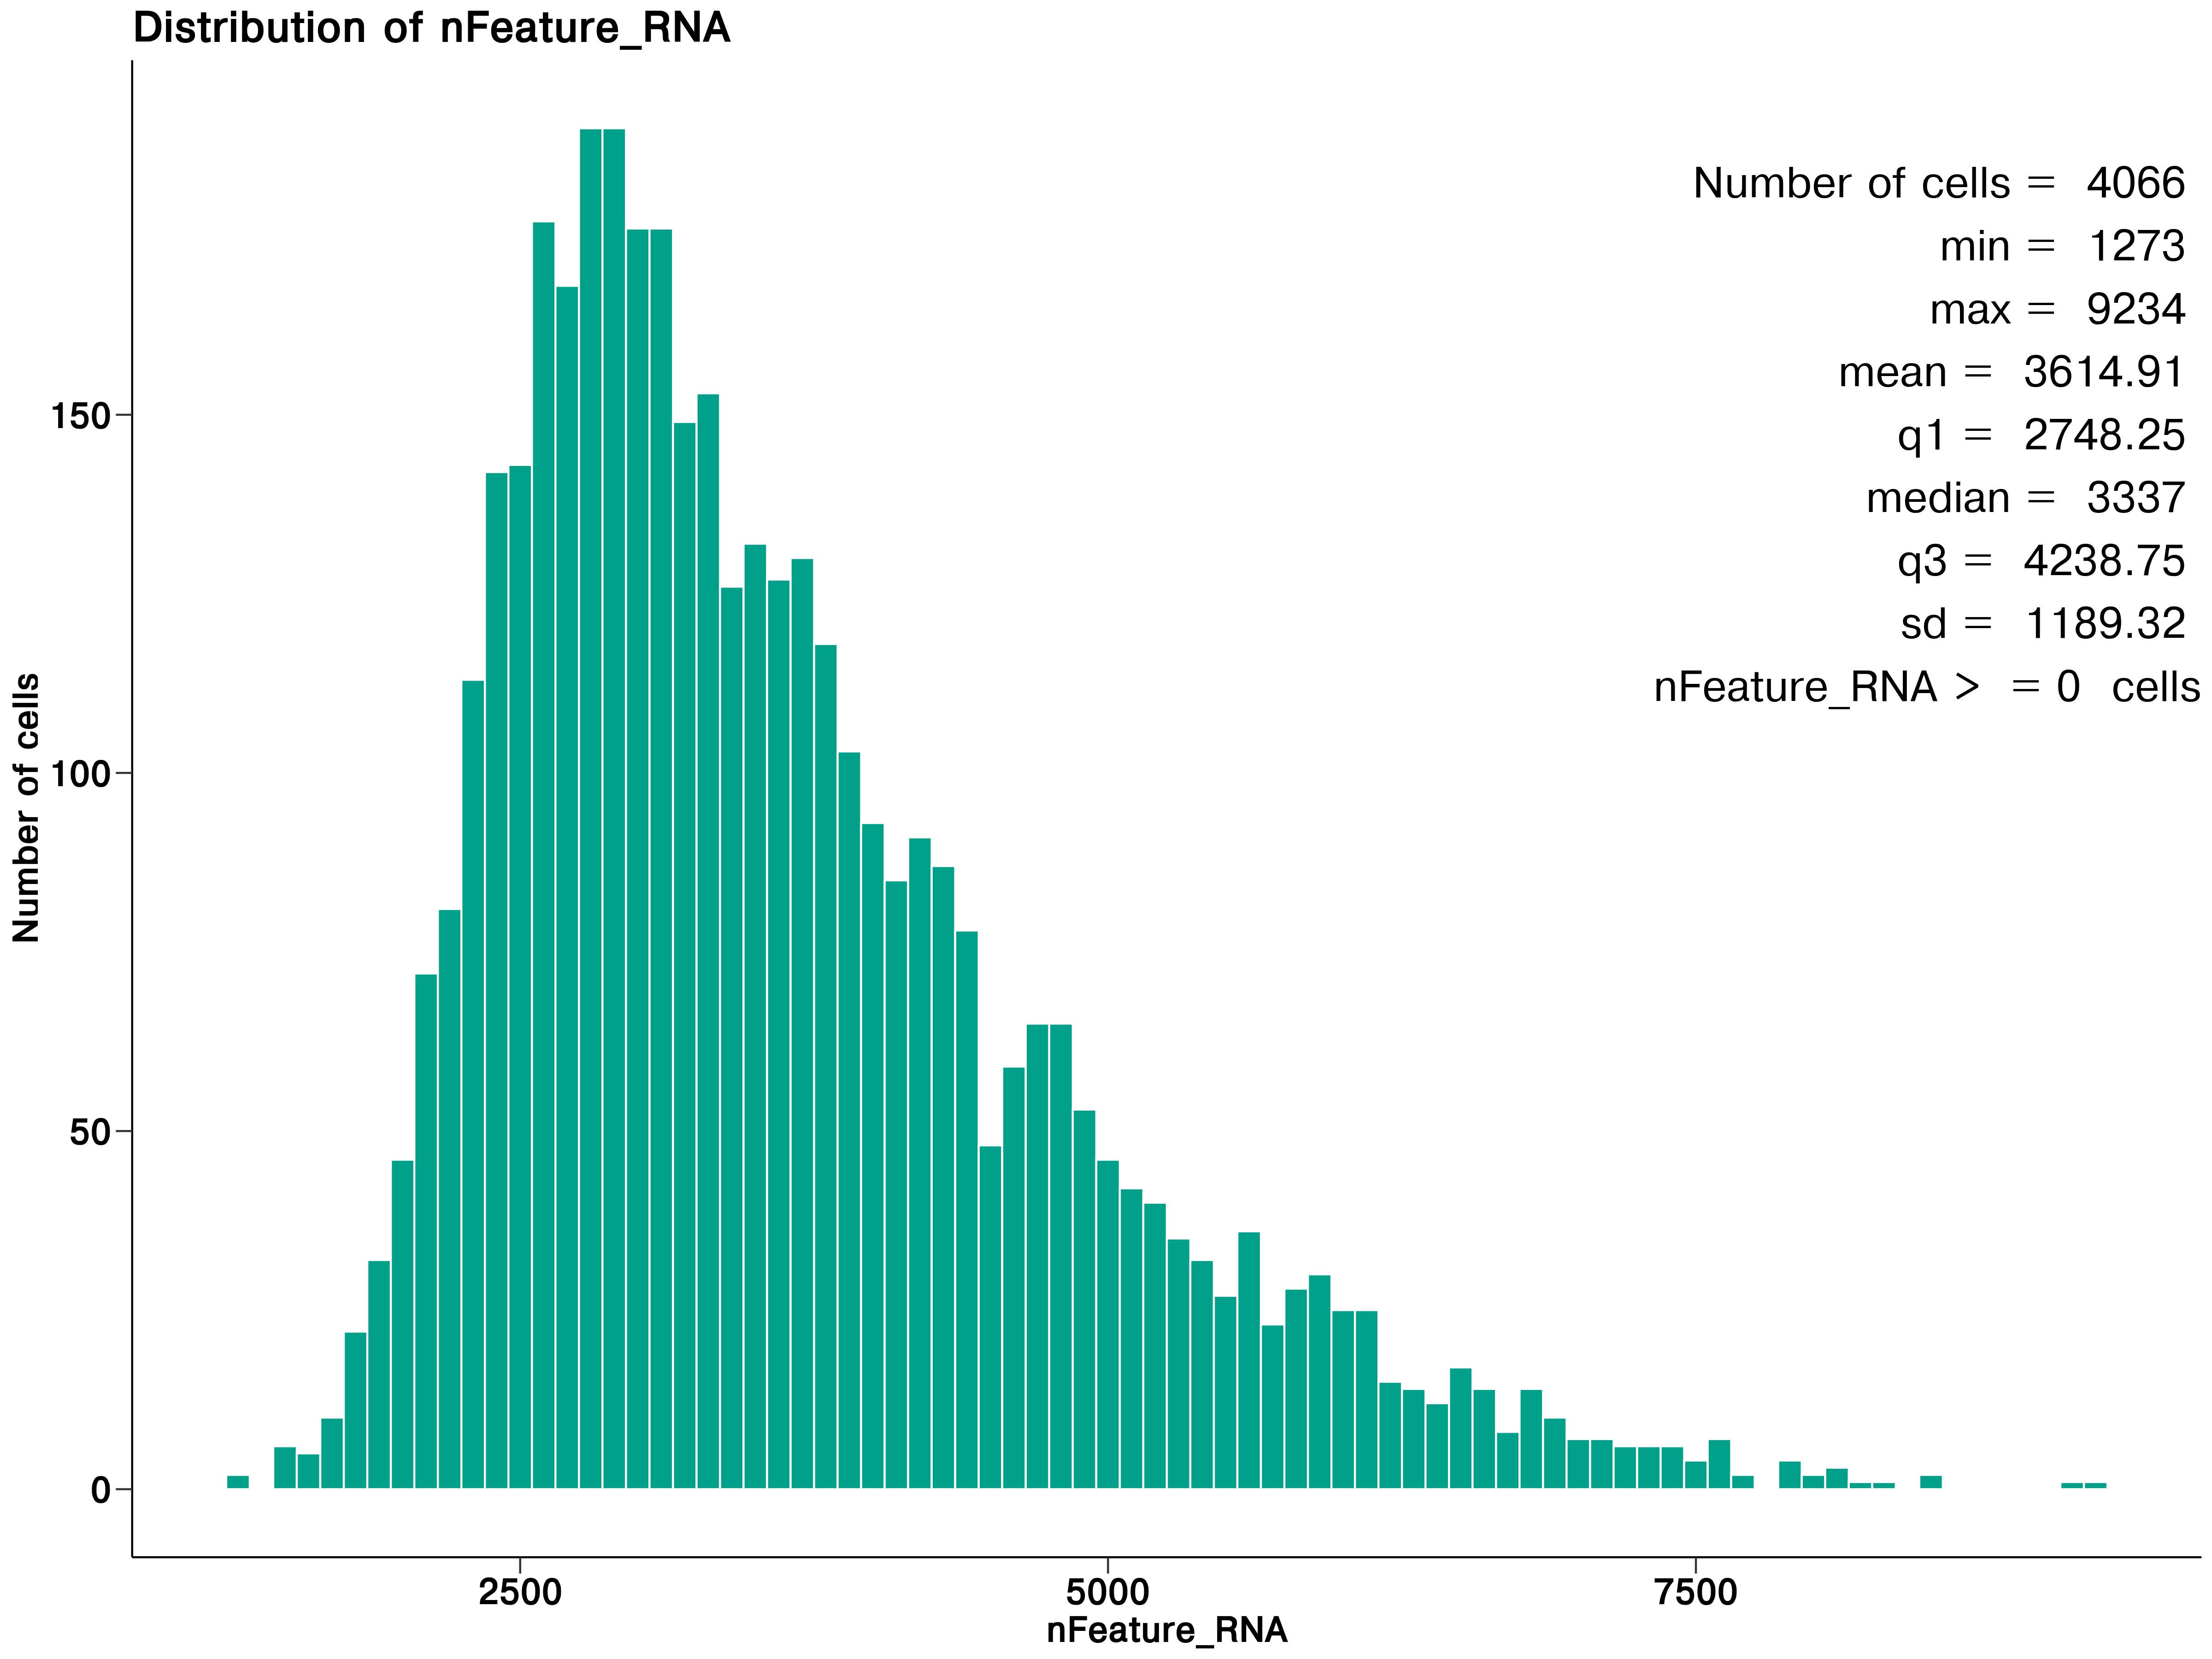 Distribution of nFeature_RNA
Number of cells = 4066
min = 1273
max = 9234
mean = 3614.91
q1 = 2748.25
median = 3337
q3 = 4238.75
sd = 1189.32
nFeature_RNA > = 0 cells
Number of cells
150
100
50
0
2500 5000 7500
nFeature_RNA